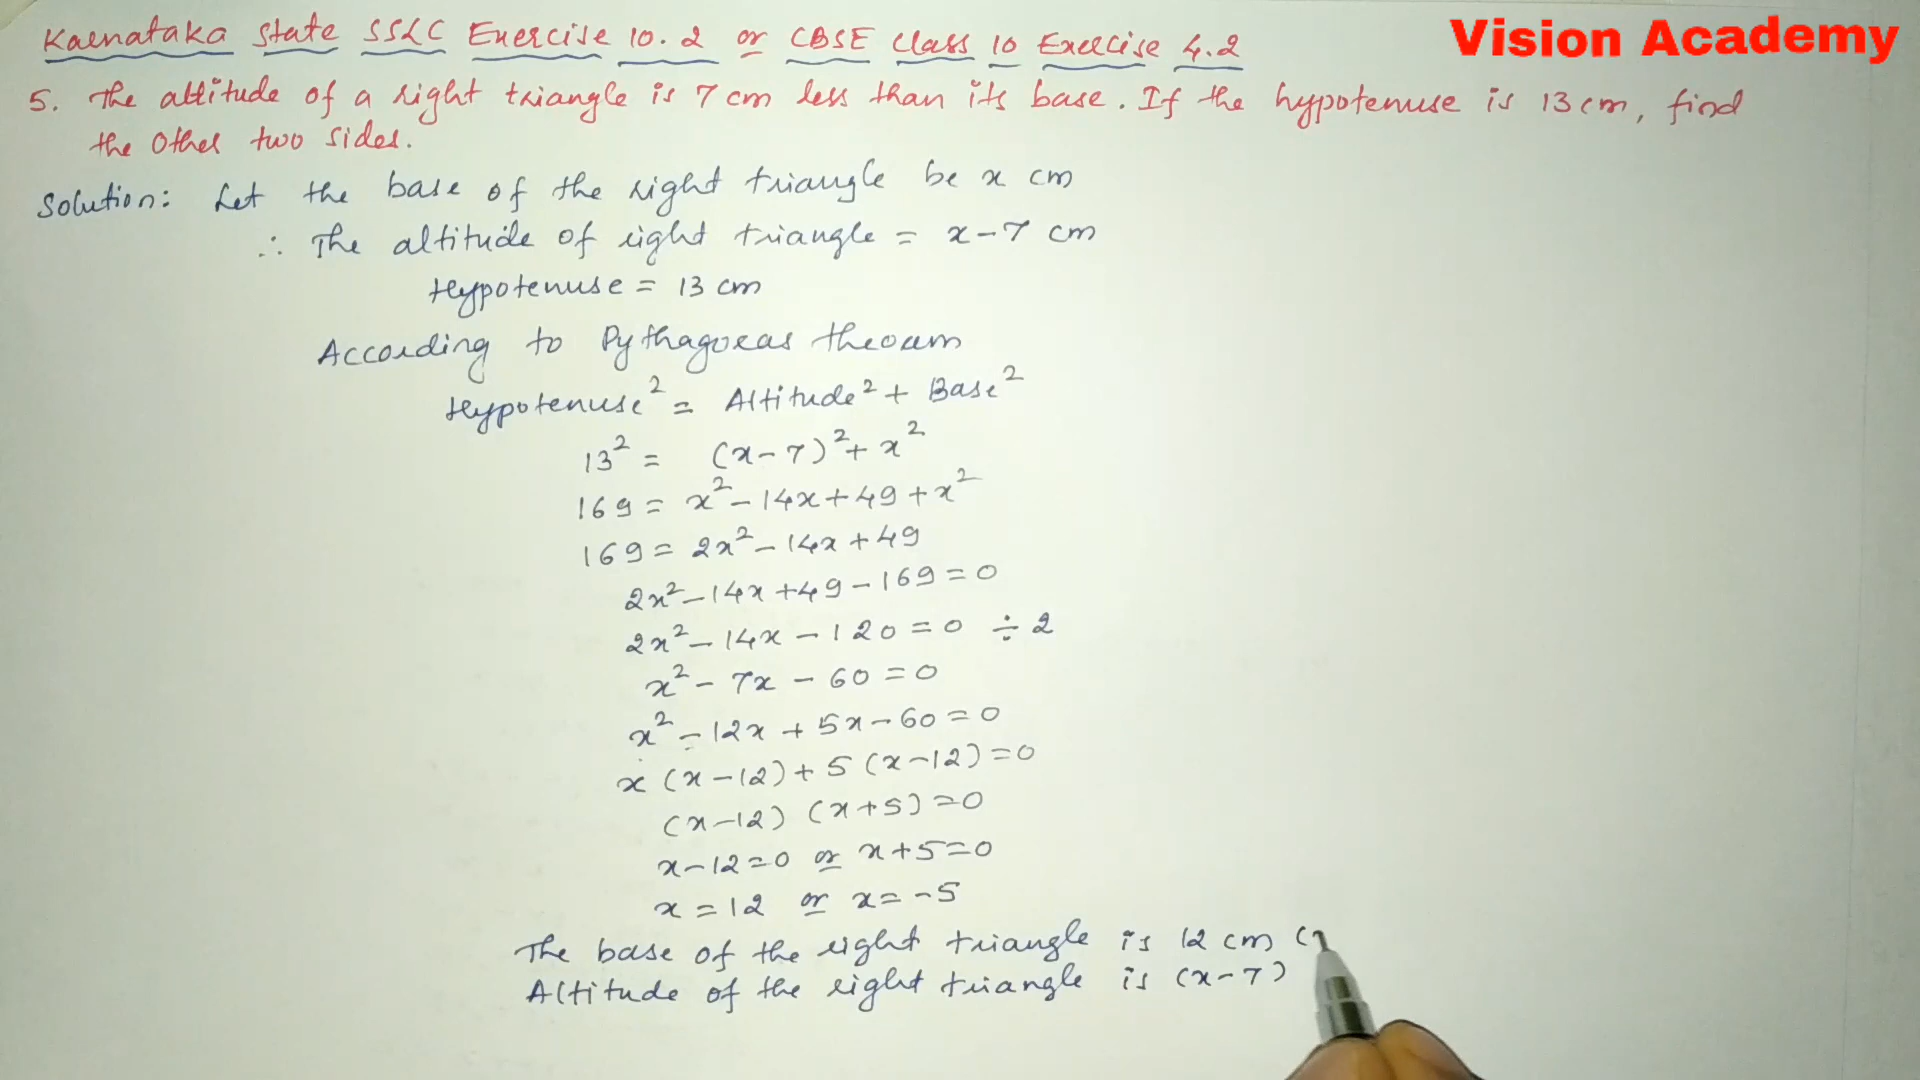 Karnataka State SSLC Exercise 10.2 or CBSE Class 10 Exercise 4.2
Vision Academy
5. The altitude of a right triangle is 7 cm less than its base. If the hypotenuse is 13 cm, find
the other two sides.
Solution: Let the base of the right triangle be x cm
∴ The altitude of right triangle = x - 7 cm
Hypotenuse = 13 cm
According to Pythagoras theoram
Hypotenuse² = Altitude² + Base²
13² = (x-7)² + x²
169 = x² - 14x + 49 + x²
169 = 2x² - 14x + 49
2x² - 14x + 49 - 169 = 0
2x² - 14x - 120 = 0 ÷ 2
x² - 7x - 60 = 0
x² - 12x + 5x - 60 = 0
x (x-12) + 5 (x-12) = 0
(x-12) (x+5) = 0
x-12=0 or x+5=0
x = 12 or x = -5
The base of the right triangle is 12 cm (
Altitude of the right triangle is (x-7)